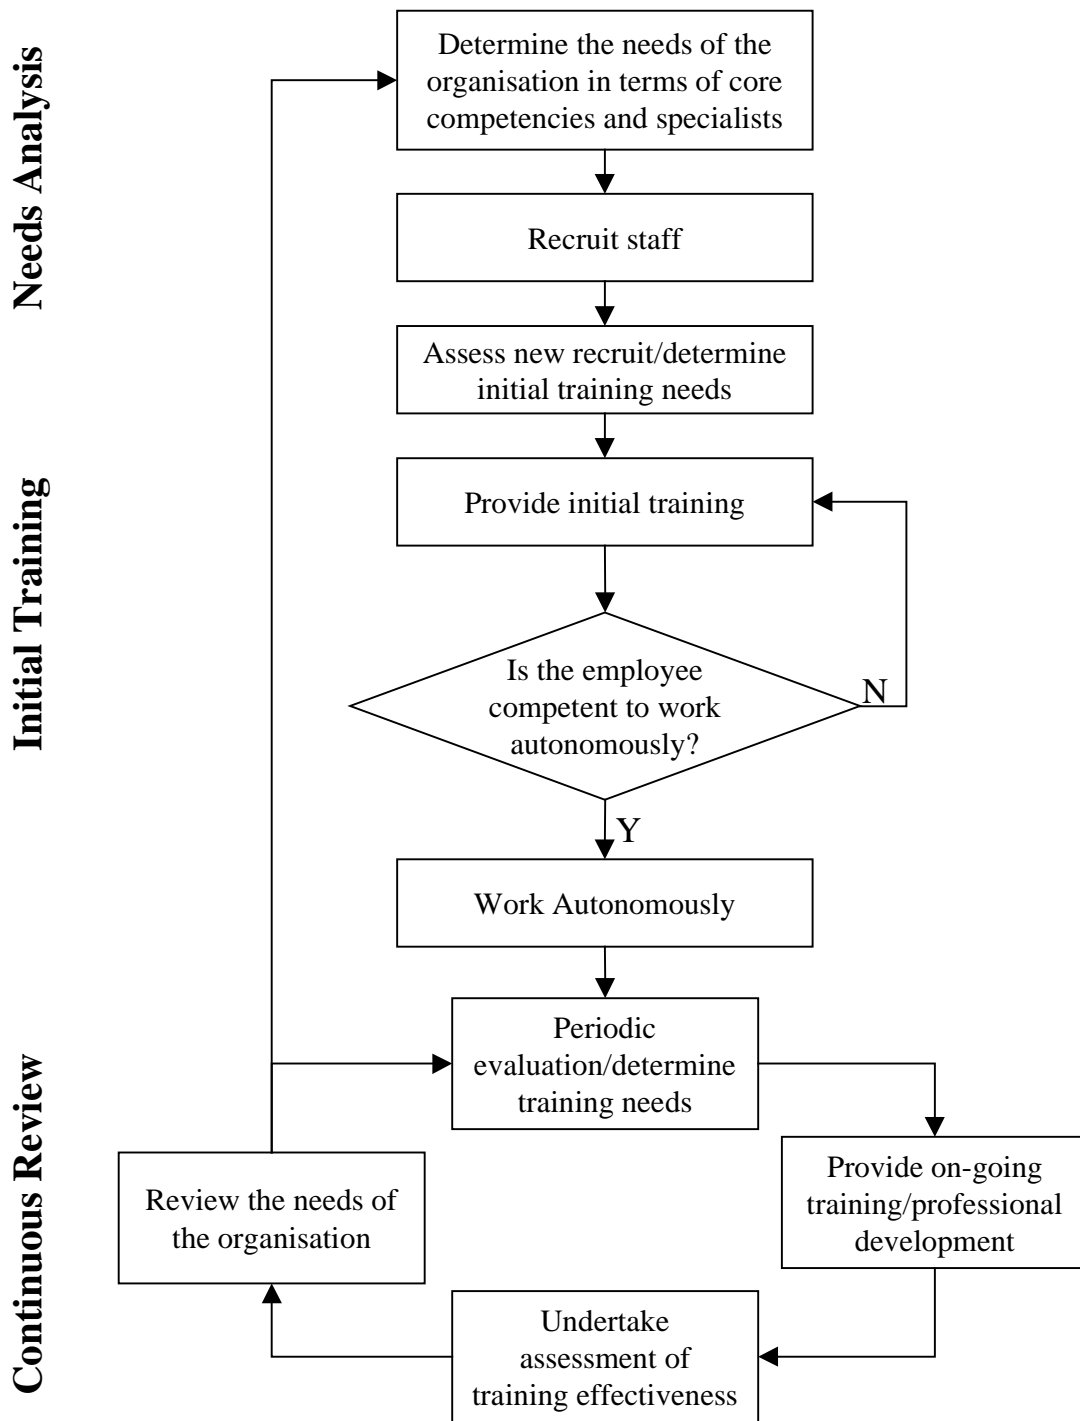 Needs Analysis
Determine the needs of the
organisation in terms of core
competencies and specialists
Recruit staff
Assess new recruit/determine
initial training needs
Initial Training
Provide initial training
Is the employee
competent to work
autonomously?
N
Y
Work Autonomously
Continuous Review
Periodic
evaluation/determine
training needs
Provide on-going
training/professional
development
Review the needs of
the organisation
Undertake
assessment of
training effectiveness